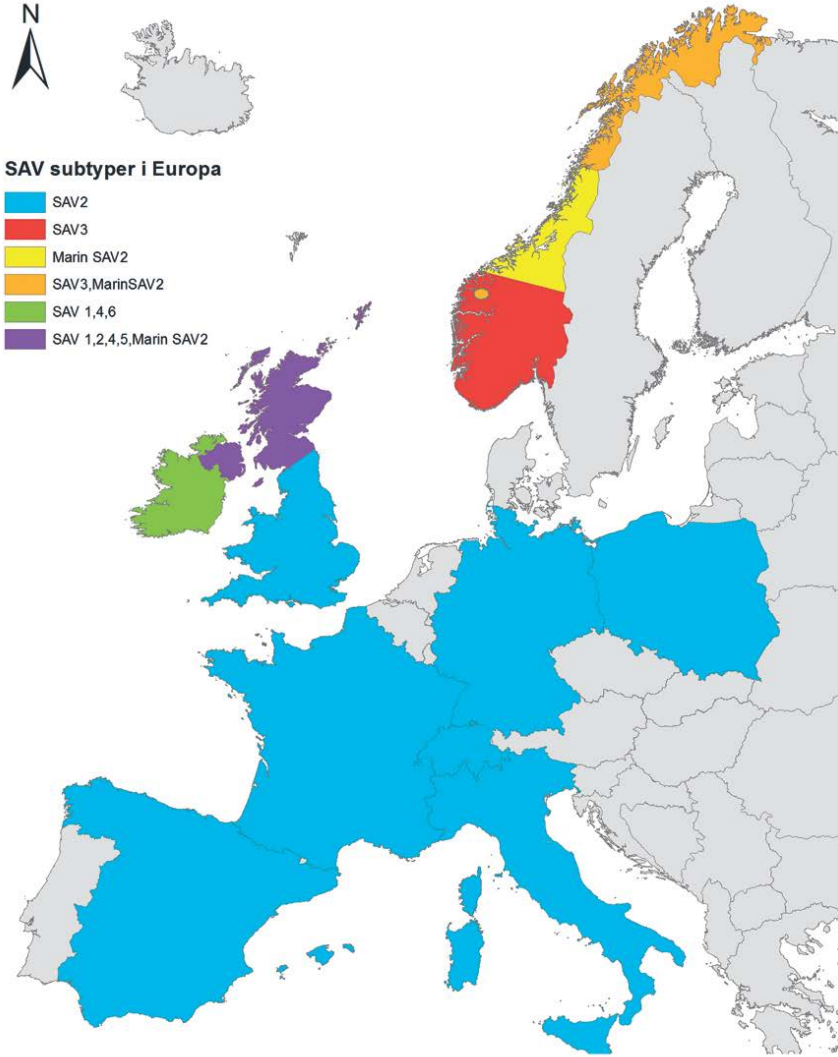 N
SAV subtyper i Europa
SAV2
SAV3
Marin SAV2
SAV3,MarinSAV2
SAV 1,4,6
SAV 1,2,4,5,Marin SAV2